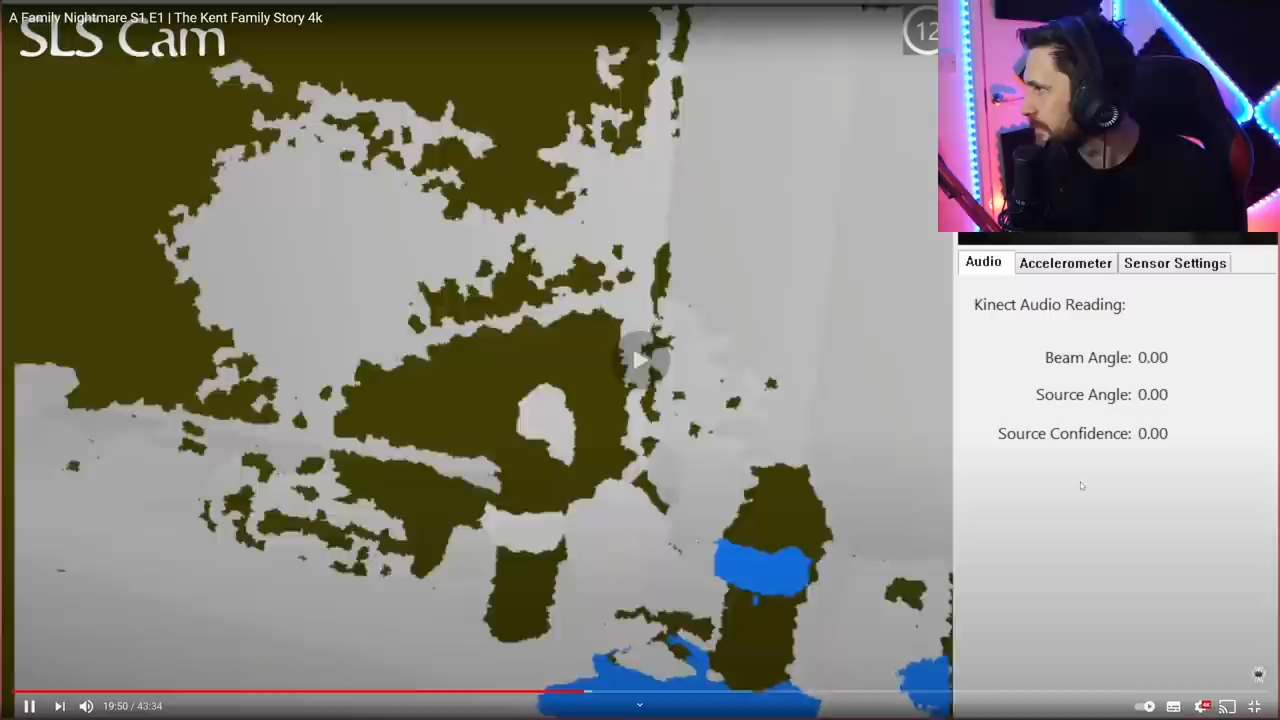 A Family Nightmare S1 E1 | The Kent Family Story 4k
SLS Cam
12
Audio
Accelerometer
Sensor Settings
Kinect Audio Reading:
Beam Angle: 0.00
Source Angle: 0.00
Source Confidence: 0.00
19:50 / 43:34